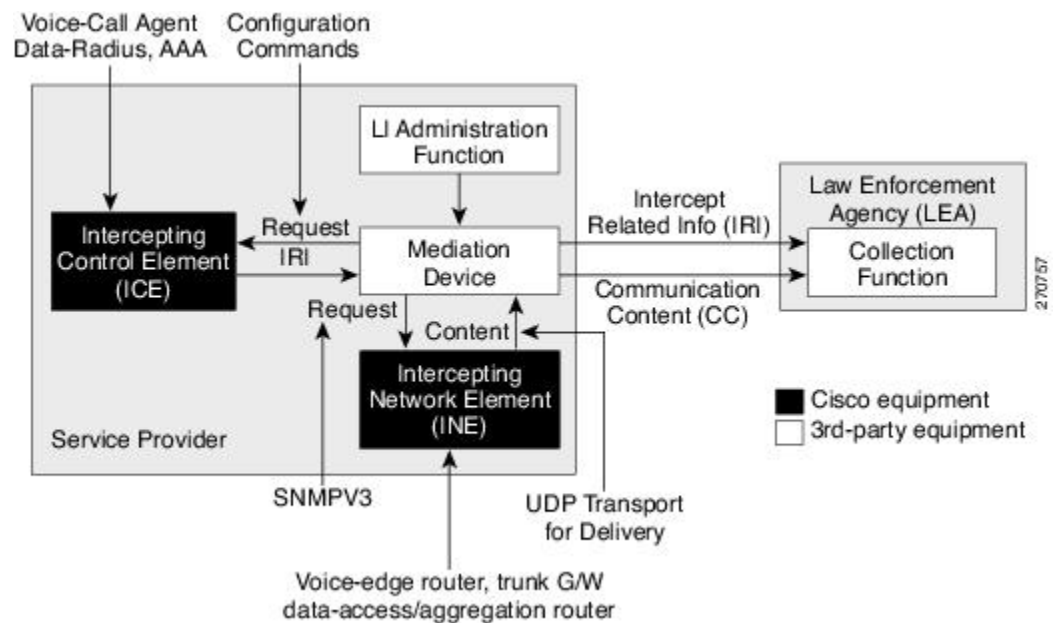 Voice-Call Agent
Data-Radius, AAA
Configuration
Commands
LI Administration
Function
Intercepting
Control Element
(ICE)
Request
IRI
Mediation
Device
Intercept
Related Info (IRI)
Communication
Content (CC)
Law Enforcement
Agency (LEA)
Collection
Function
270757
Request
Content
Intercepting
Network Element
(INE)
Service Provider
Cisco equipment
3rd-party equipment
SNMPV3
UDP Transport
for Delivery
Voice-edge router, trunk G/W
data-access/aggregation router